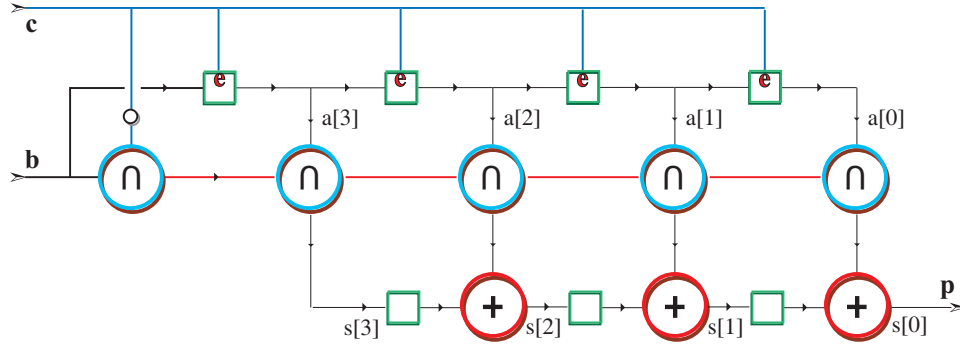 c
e e e e
a[3] a[2] a[1] a[0]
b
∩ ∩ ∩ ∩ ∩
p
+ + +
s[3] s[2] s[1] s[0]